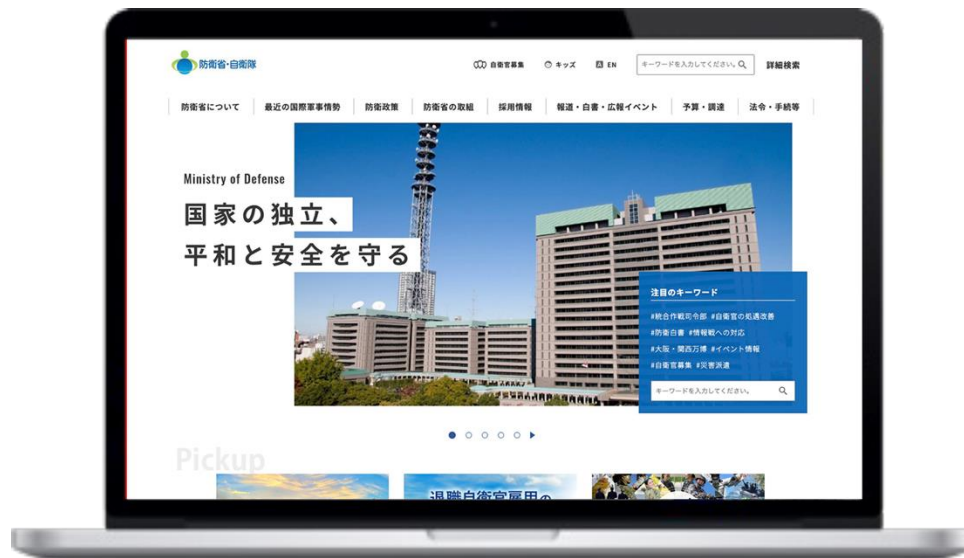 防衛省・自衛隊
自衛官募集 キッズ A EN キーワードを入力してください。 詳細検索
防衛省について 最近の国際軍事情勢 防衛政策 防衛省の取組 採用情報 報道・白書・広報イベント 予算・調達 法令・手続等
Ministry of Defense
国家の独立、
平和と安全を守る
注目のキーワード
#統合作戦司令部 #自衛官の処遇改善
#防衛白書 #情報戦への対応
#大阪・関西万博 #イベント情報
#自衛官募集 #災害派遣
キーワードを入力してください。
Pickup
退職自衛官雇用の